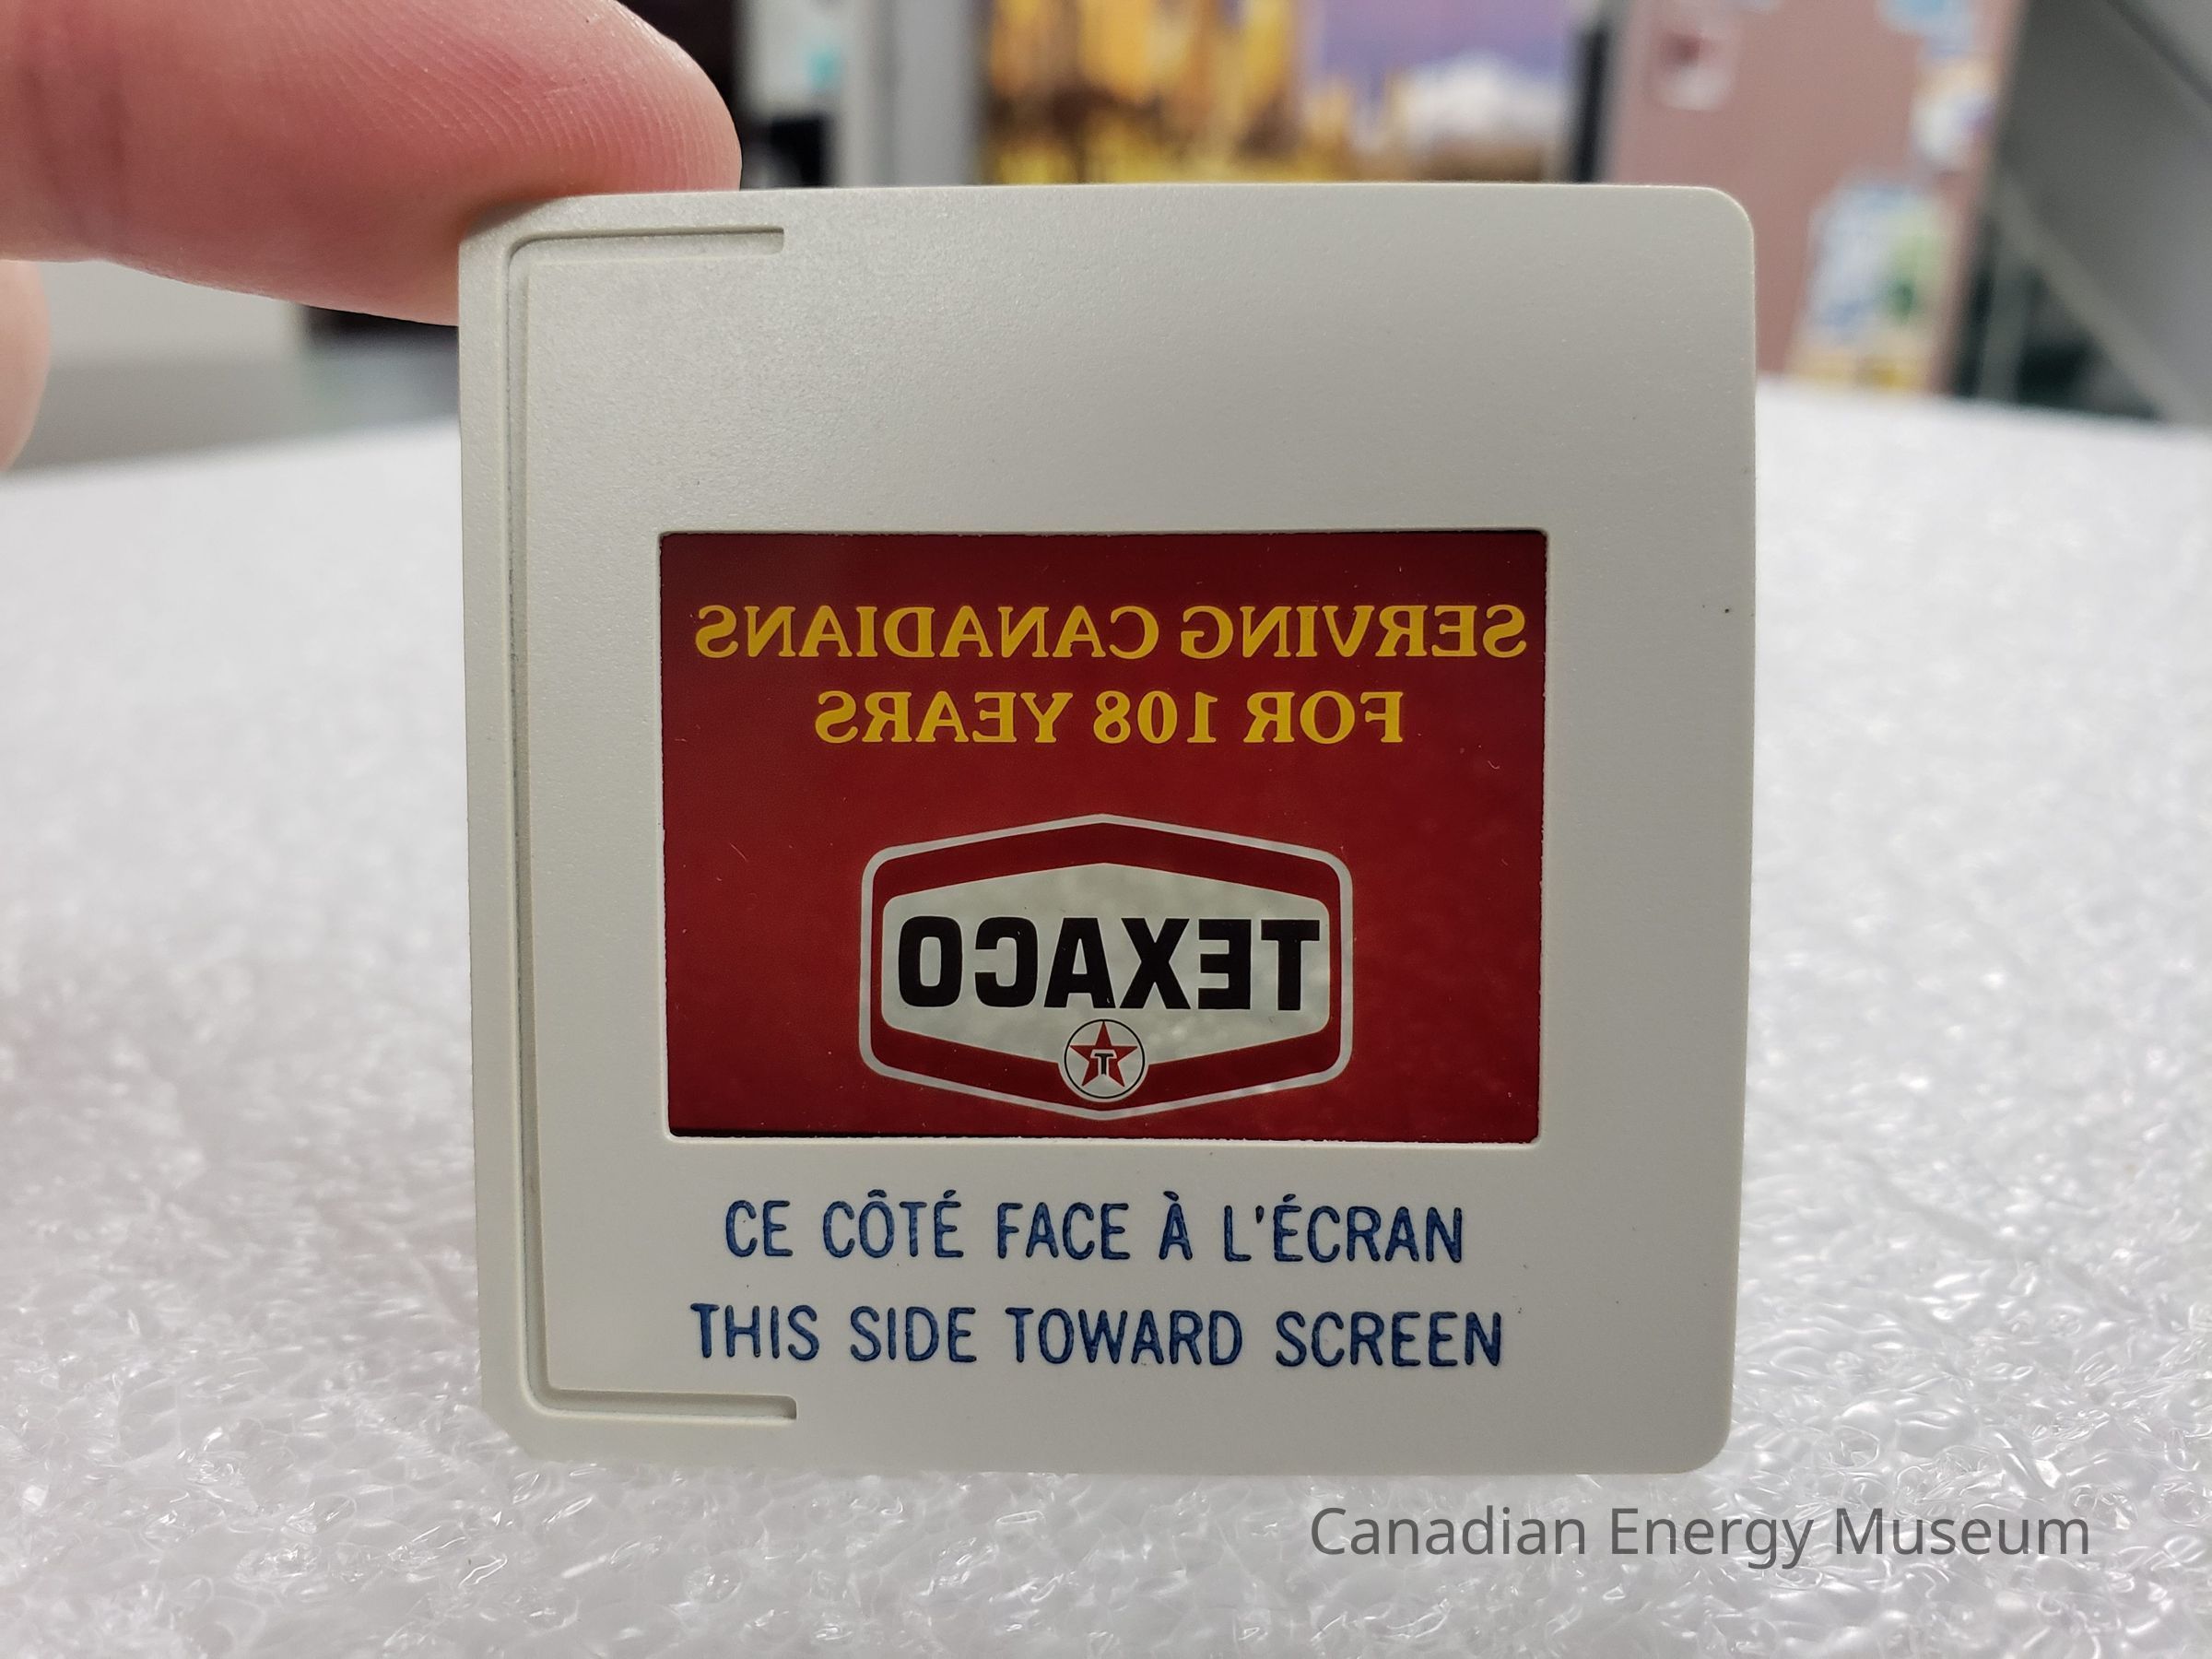 SERVING CANADIANS
FOR 108 YEARS
TEXACO
T
CE CÔTÉ FACE À L'ÉCRAN
THIS SIDE TOWARD SCREEN
Canadian Energy Museum